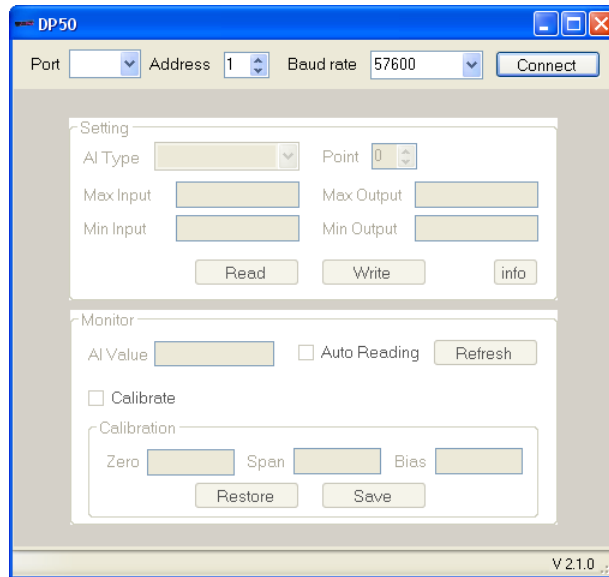 DP50
Port Address 1 Baud rate 57600 Connect
Setting
AI Type Point 0
Max Input Max Output
Min Input Min Output
Read Write info
Monitor
AI Value Auto Reading Refresh
Calibrate
Calibration
Zero Span Bias
Restore Save
V 2.1.0